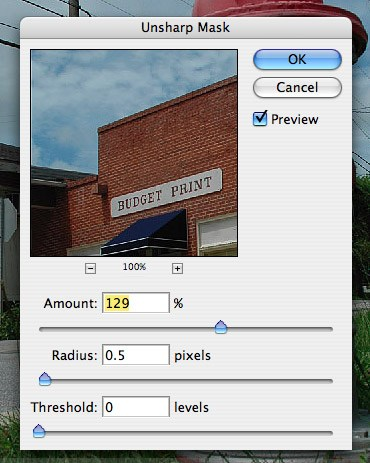 Unsharp Mask
OK
Cancel
Preview
BUDGET PRINT
100%
Amount: 129 %
Radius: 0.5 pixels
Threshold: 0 levels